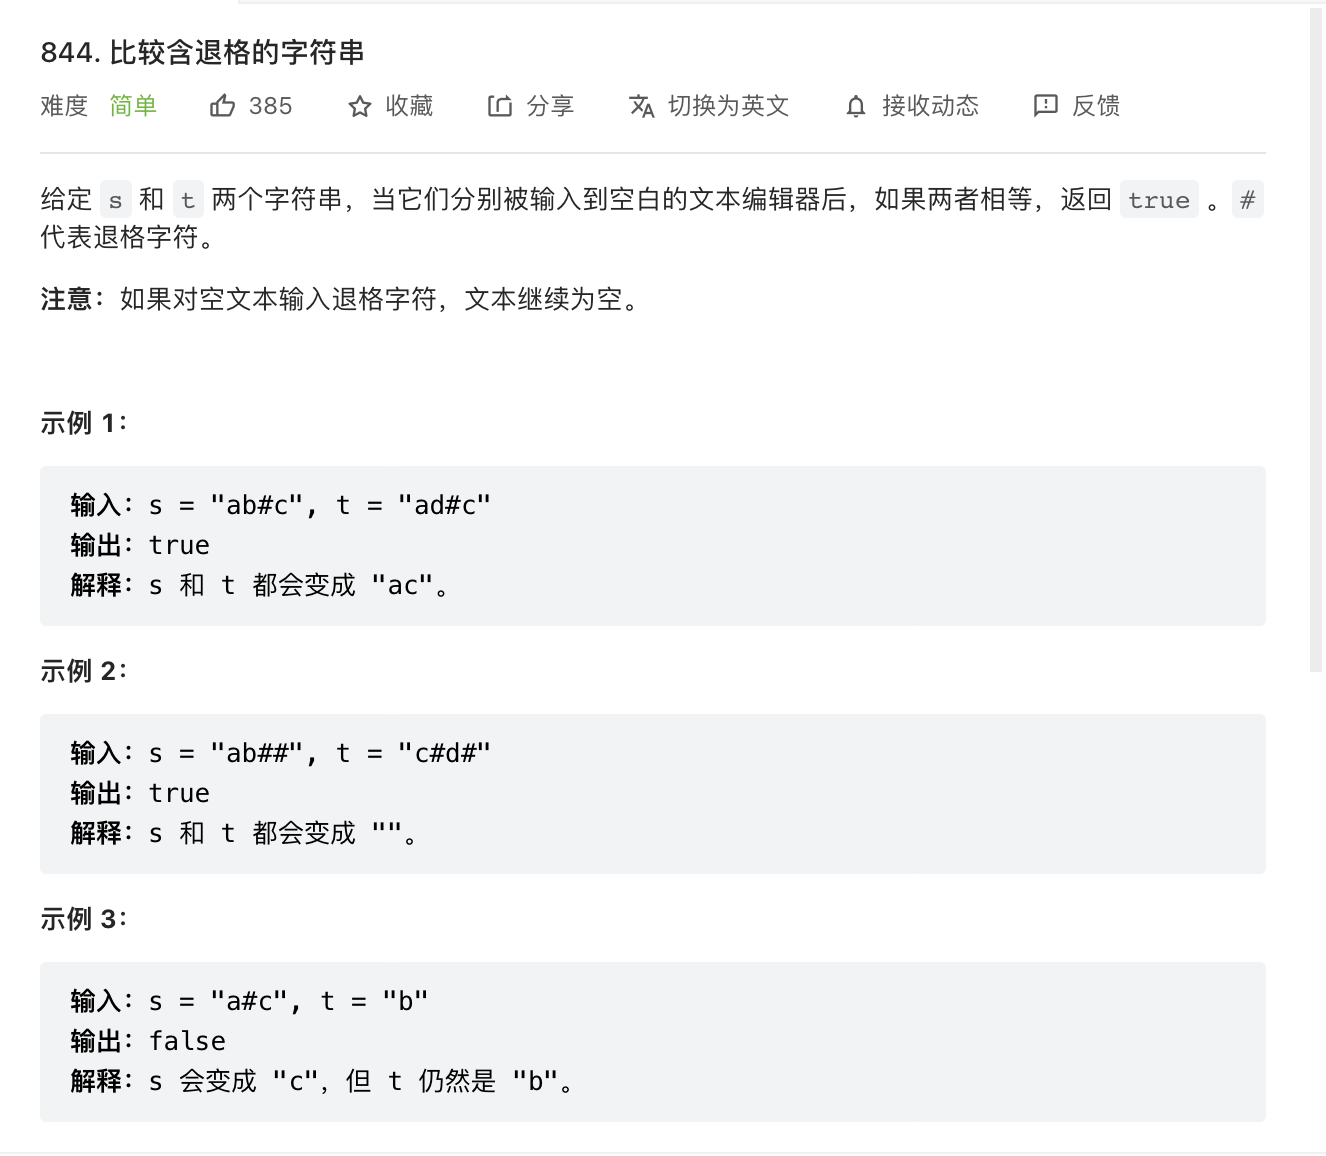 844. 比较含退格的字符串
难度 简单 385 收藏 分享 切换为英文 接收动态 反馈
给定 s 和 t 两个字符串，当它们分别被输入到空白的文本编辑器后，如果两者相等，返回 true 。#
代表退格字符。
注意：如果对空文本输入退格字符，文本继续为空。
示例 1：
输入：s = "ab#c", t = "ad#c"
输出：true
解释：s 和 t 都会变成 "ac"。
示例 2：
输入：s = "ab##", t = "c#d#"
输出：true
解释：s 和 t 都会变成 ""。
示例 3：
输入：s = "a#c", t = "b"
输出：false
解释：s 会变成 "c"，但 t 仍然是 "b"。